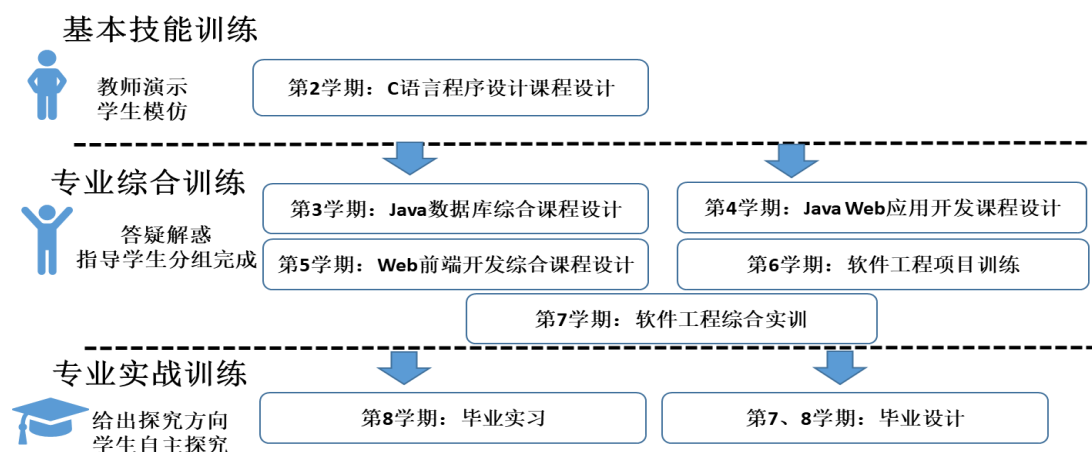 基本技能训练
教师演示
学生模仿
第2学期：C语言程序设计课程设计
专业综合训练
答疑解惑
指导学生分组完成
第3学期：Java数据库综合课程设计
第4学期：Java Web应用开发课程设计
第5学期：Web前端开发综合课程设计
第6学期：软件工程项目训练
第7学期：软件工程综合实训
专业实战训练
给出探究方向
学生自主探究
第8学期：毕业实习
第7、8学期：毕业设计